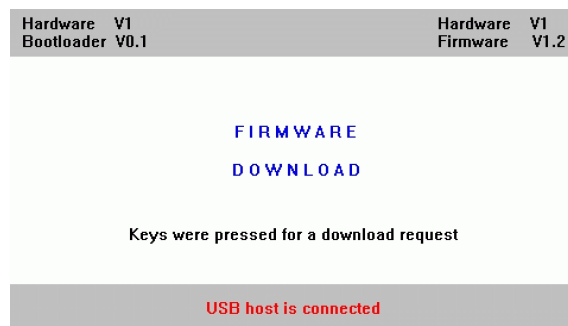 Hardware V1
Bootloader V0.1
Hardware V1
Firmware V1.2
FIRMWARE
DOWNLOAD
Keys were pressed for a download request
USB host is connected